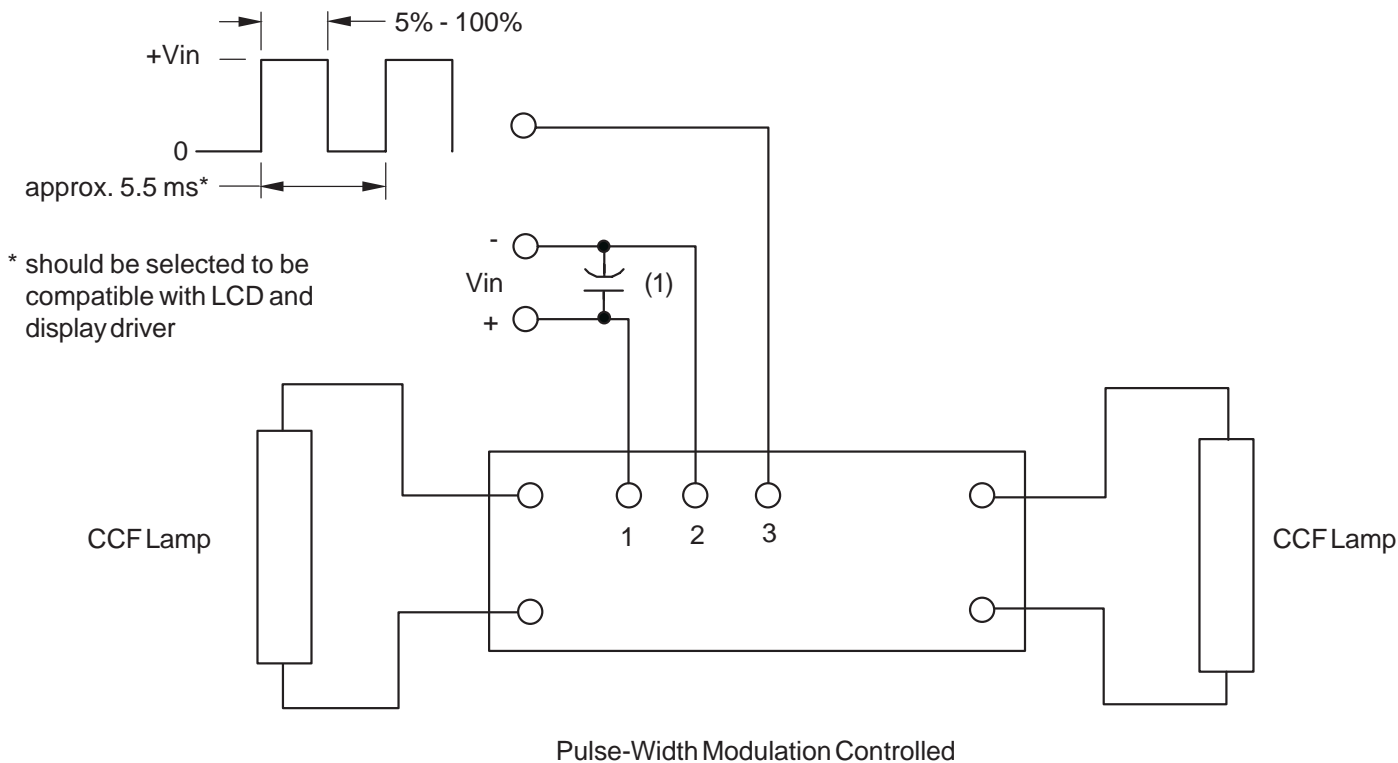 5% - 100%
+Vin
0
approx. 5.5 ms*
* should be selected to be
compatible with LCD and
display driver
-
Vin
(1)
+
CCF Lamp
1
2
3
CCF Lamp
Pulse-Width Modulation Controlled